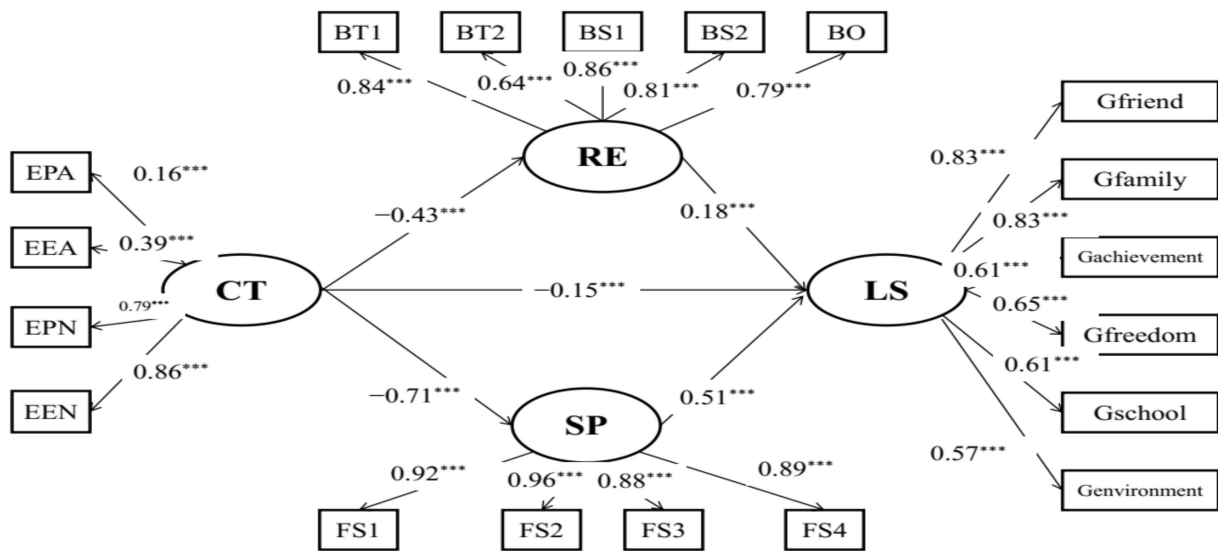 BT1 BT2 BS1 BS2 BO
0.84*** 0.64*** 0.86*** 0.81*** 0.79***
Gfriend
RE
EPA
0.16***
0.83***
Gfamily
−0.43***
0.18***
0.83***
EEA
0.39***
Gachievement
0.61***
CT
−0.15***
LS
0.79***
0.65***
EPN
Gfreedom
0.86***
0.61***
−0.71***
0.51***
EEN
Gschool
SP
0.57***
0.92*** 0.96*** 0.88*** 0.89***
Genvironment
FS1 FS2 FS3 FS4